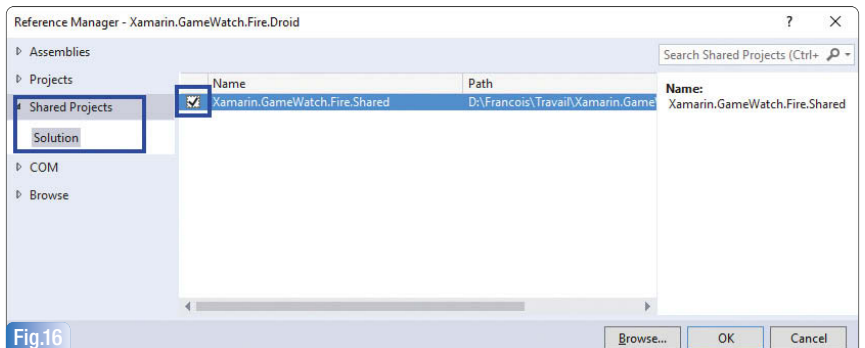 Reference Manager - Xamarin.GameWatch.Fire.Droid
? ×
Assemblies
Search Shared Projects (Ctrl+
Projects
Name Path
Name:
Shared Projects
Xamarin.GameWatch.Fire.Shared D:\Francois\Travail\Xamarin.Game
Xamarin.GameWatch.Fire.Shared
Solution
COM
Browse
Fig.16
Browse... OK Cancel